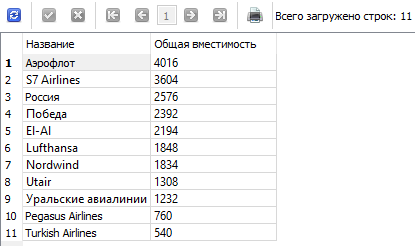 1 Всего загружено строк: 11
Название Общая вместимость
1 Аэрофлот 4016
2 S7 Airlines 3604
3 Россия 2576
4 Победа 2392
5 El-Al 2194
6 Lufthansa 1848
7 Nordwind 1834
8 Utair 1308
9 Уральские авиалинии 1232
10 Pegasus Airlines 760
11 Turkish Airlines 540